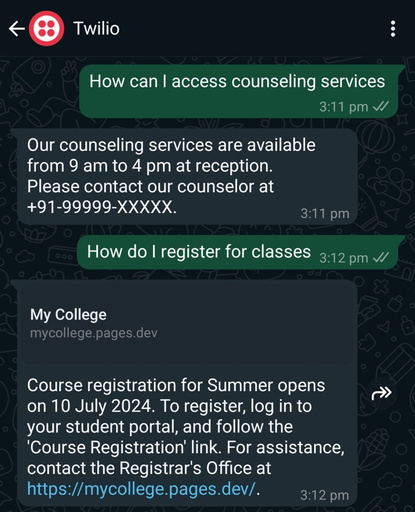 Twilio
How can I access counseling services
3:11 pm
Our counseling services are available
from 9 am to 4 pm at reception.
Please contact our counselor at
+91-99999-XXXXX.
3:11 pm
How do I register for classes
3:12 pm
My College
mycollege.pages.dev
Course registration for Summer opens
on 10 July 2024. To register, log in to
your student portal, and follow the
'Course Registration' link. For assistance,
contact the Registrar's Office at
https://mycollege.pages.dev/.
3:12 pm